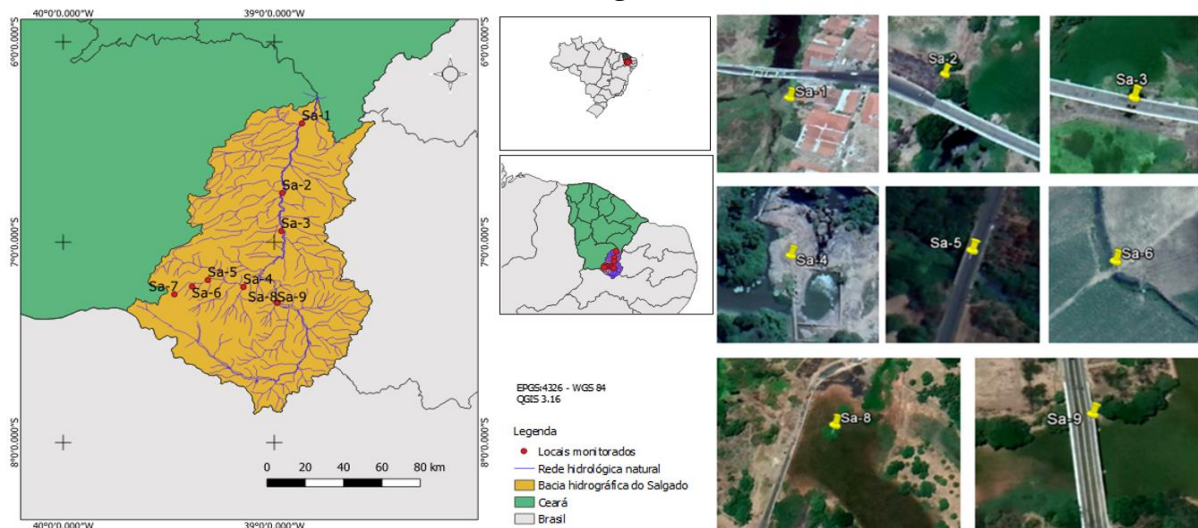 40°0'0.000"W
39°0'0.000"W
6°0'0.000"S
6°0'0.000"S
Sa-1
Sa-2
Sa-3
7°0'0.000"S
7°0'0.000"S
Sa-5
Sa-4
Sa-7
Sa-6
Sa-8
Sa-9
8°0'0.000"S
8°0'0.000"S
0 20 40 60 80 km
40°0'0.000"W
39°0'0.000"W
EPGS:4326 - WGS 84
QGIS 3.16
Legenda
Locais monitorados
Rede hidrológica natural
Bacia hidrográfica do Salgado
Ceará
Brasil
Sa-1
Sa-2
Sa-3
Sa-4
Sa-5
Sa-6
Sa-8
Sa-9